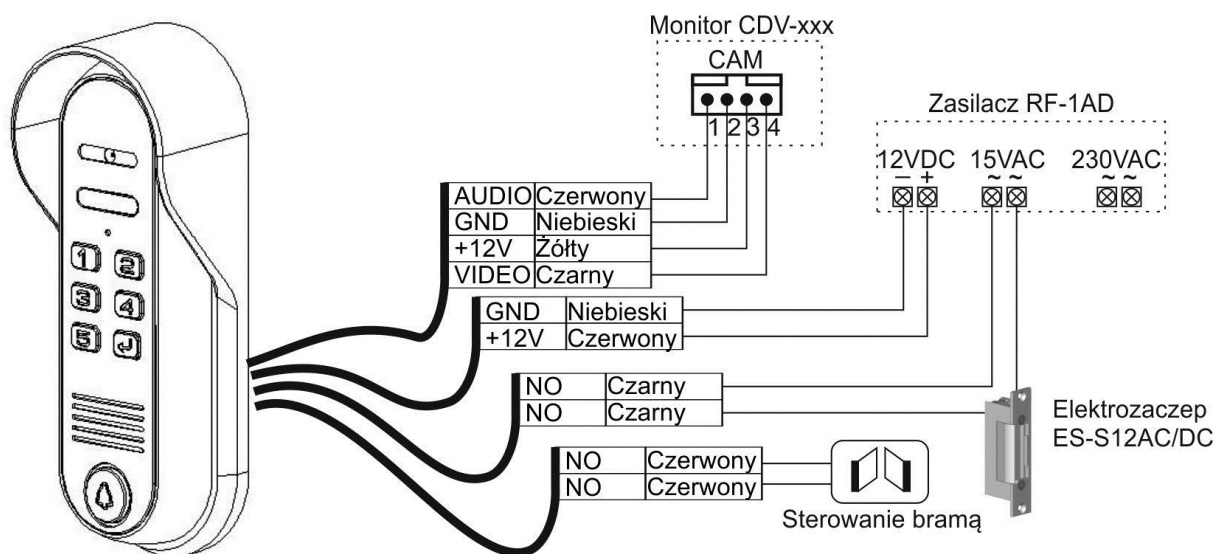 Monitor CDV-xxx
CAM
1 2 3 4
Zasilacz RF-1AD
12VDC 15VAC 230VAC
– + ~ ~ ~ ~
AUDIO Czerwony
GND Niebieski
+12V Żółty
VIDEO Czarny
GND Niebieski
+12V Czerwony
NO Czarny
NO Czarny
NO Czerwony
NO Czerwony
Sterowanie bramą
Elektrozaczep
ES-S12AC/DC
1 2
3 4
5